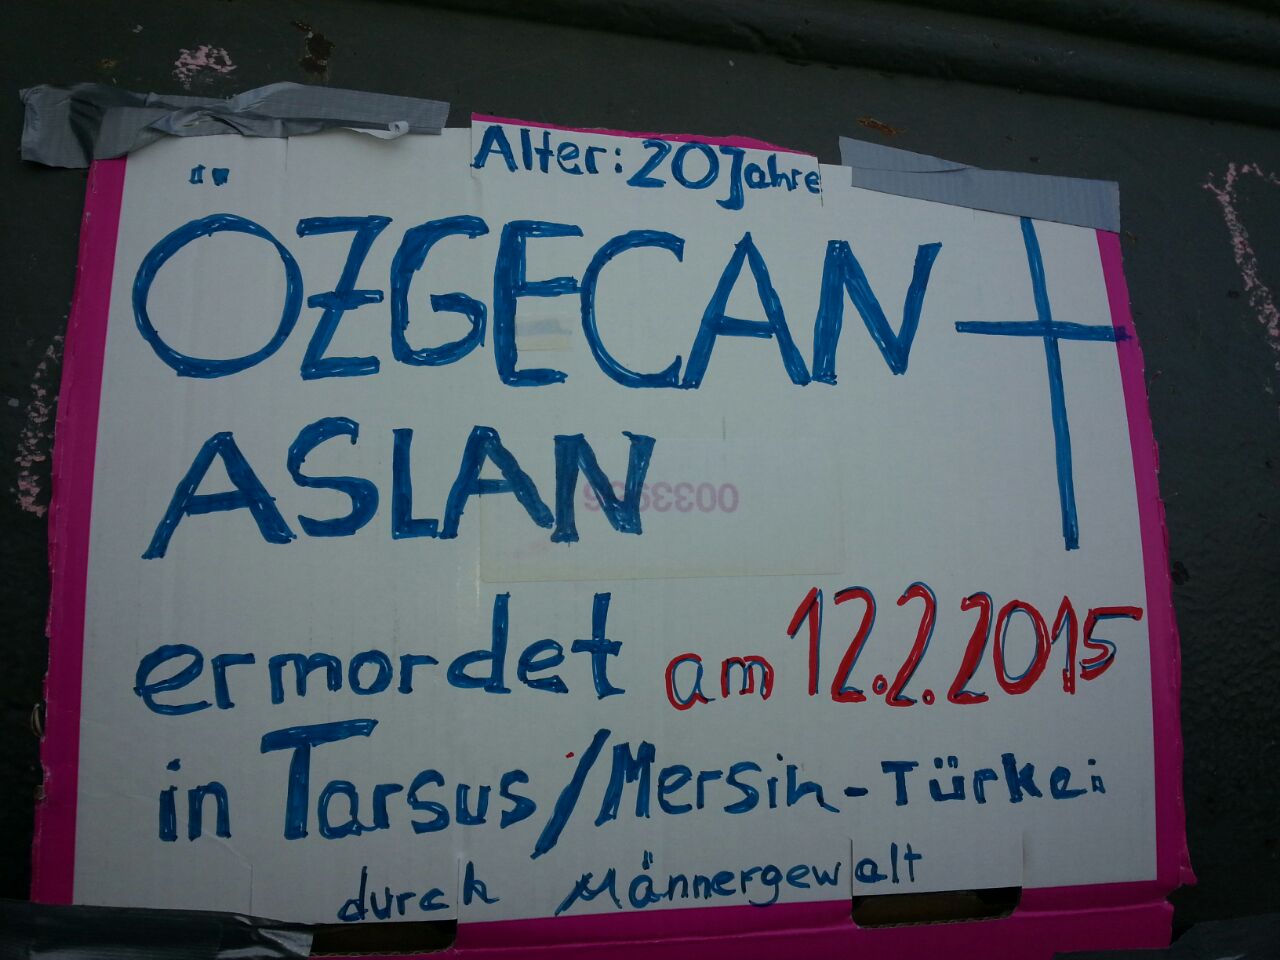 Alter: 20 Jahre
ÖZGECAN
ASLAN
ermordet am 12.2.2015
in Tarsus/Mersin-Türkei
durch Männergewalt